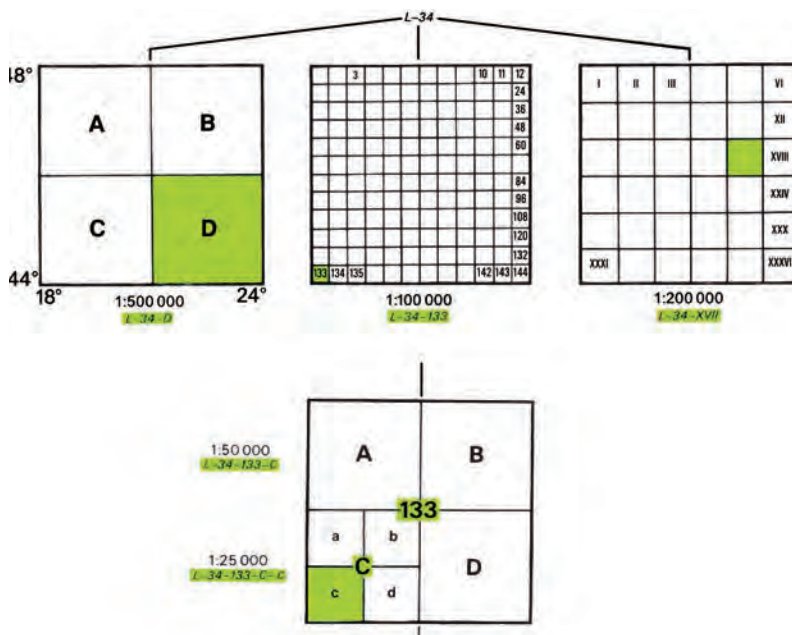 L-34
48°
A B
C D
44°
18° 24°
1:500 000
L-34-D
3 10 11 12
24
36
48
60
84
96
108
120
132
133 134 135 142 143 144
1:100 000
L-34-133
I II III VI
XII
XVIII
XXIV
XXX
XXXI XXXVI
1:200 000
L-34-XVII
A B
1:50 000
L-34-133-C
133
a b
1:25 000
L-34-133-C-C
C D
c d